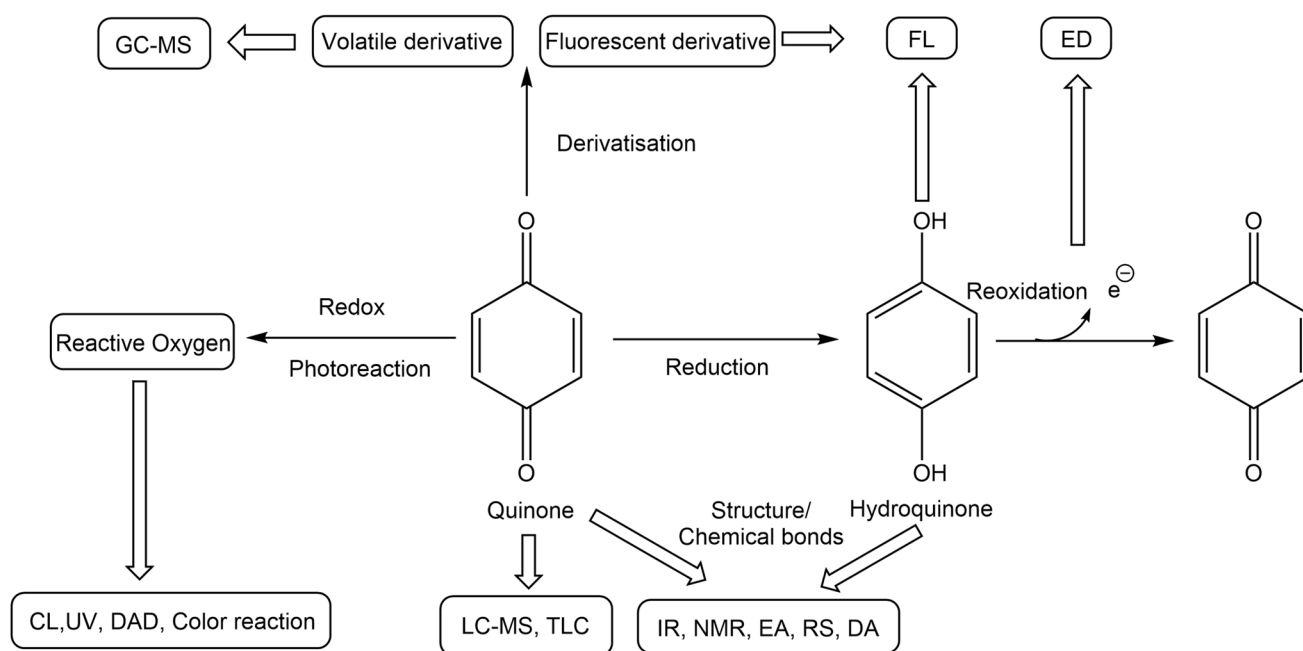 GC-MS
Volatile derivative
Fluorescent derivative
FL
ED
Derivatisation
O
OH
O
Reoxidation
e⊖
Redox
Reactive Oxygen
Photoreaction
Reduction
O
OH
O
Quinone
Structure/
Chemical bonds
Hydroquinone
CL,UV, DAD, Color reaction
LC-MS, TLC
IR, NMR, EA, RS, DA